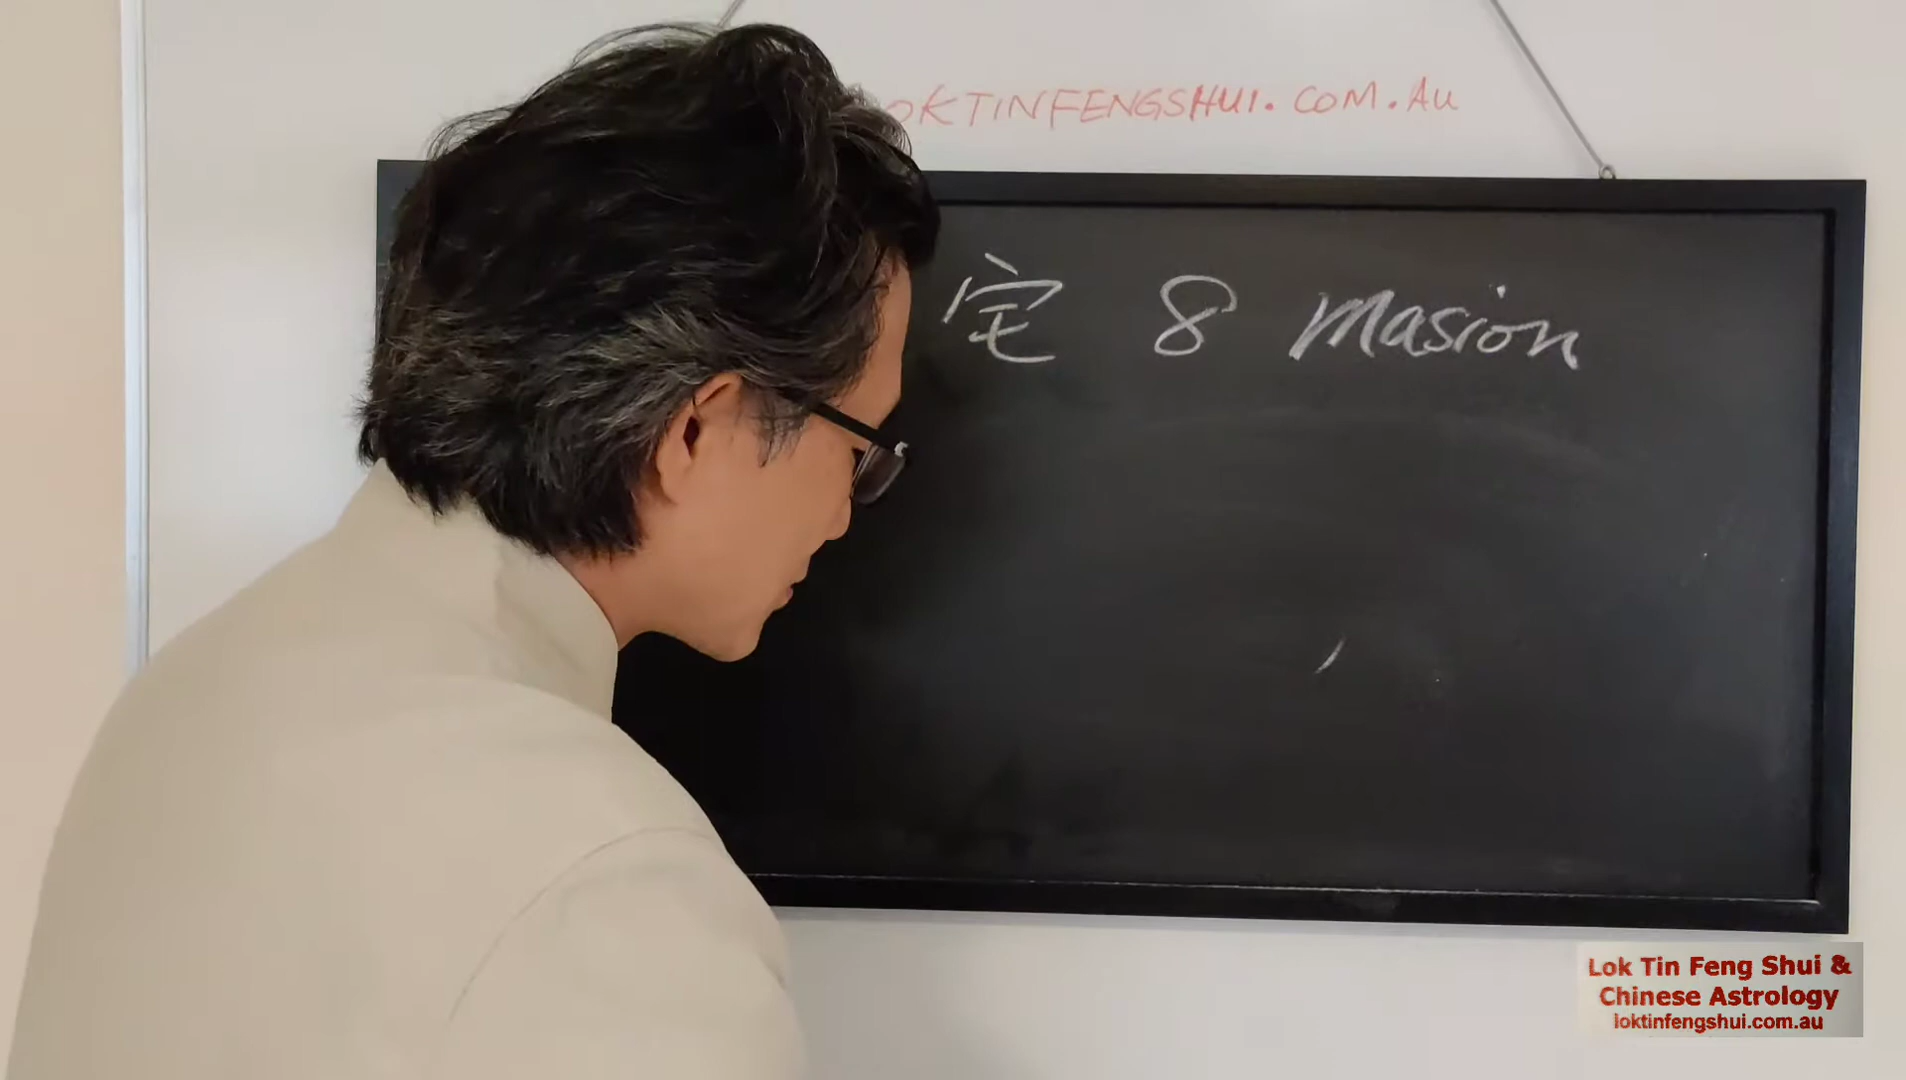 OKTINFENGSHUI.COM.AU
宅 8 masion
Lok Tin Feng Shui &
Chinese Astrology
loktinfengshui.com.au